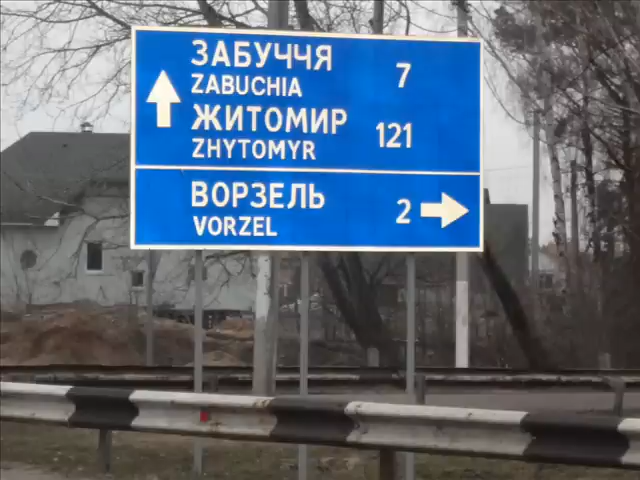 ЗАБУЧЧЯ 7
ZABUCHIA
ЖИТОМИР 121
ZHYTOMYR
ВОРЗЕЛЬ 2
VORZEL